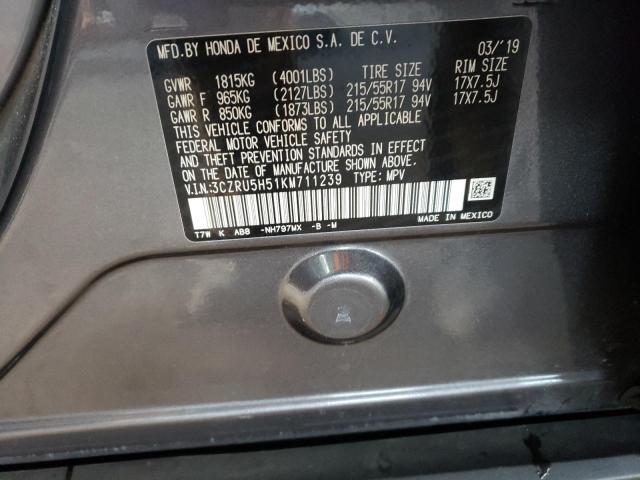 MFD.BY HONDA DE MEXICO S.A. DE C.V. 03/'19
GVWR 1815KG (4001LBS) TIRE SIZE RIM SIZE
GAWR F 965KG (2127LBS) 215/55R17 94V 17X7.5J
GAWR R 850KG (1873LBS) 215/55R17 94V 17X7.5J
THIS VEHICLE CONFORMS TO ALL APPLICABLE
FEDERAL MOTOR VEHICLE SAFETY
AND THEFT PREVENTION STANDARDS IN EFFECT
ON THE DATE OF MANUFACTURE SHOWN ABOVE.
V.I.N:3CZRU5H51KM711239 TYPE: MPV
T7W K AB8 -NH797MX -B -M
MADE IN MEXICO